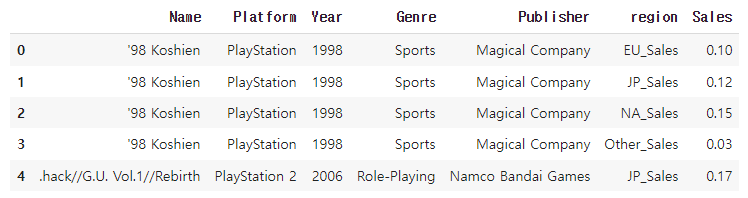 Name Platform Year Genre Publisher region Sales
0 '98 Koshien PlayStation 1998 Sports Magical Company EU_Sales 0.10
1 '98 Koshien PlayStation 1998 Sports Magical Company JP_Sales 0.12
2 '98 Koshien PlayStation 1998 Sports Magical Company NA_Sales 0.15
3 '98 Koshien PlayStation 1998 Sports Magical Company Other_Sales 0.03
4 .hack//G.U. Vol.1//Rebirth PlayStation 2 2006 Role-Playing Namco Bandai Games JP_Sales 0.17